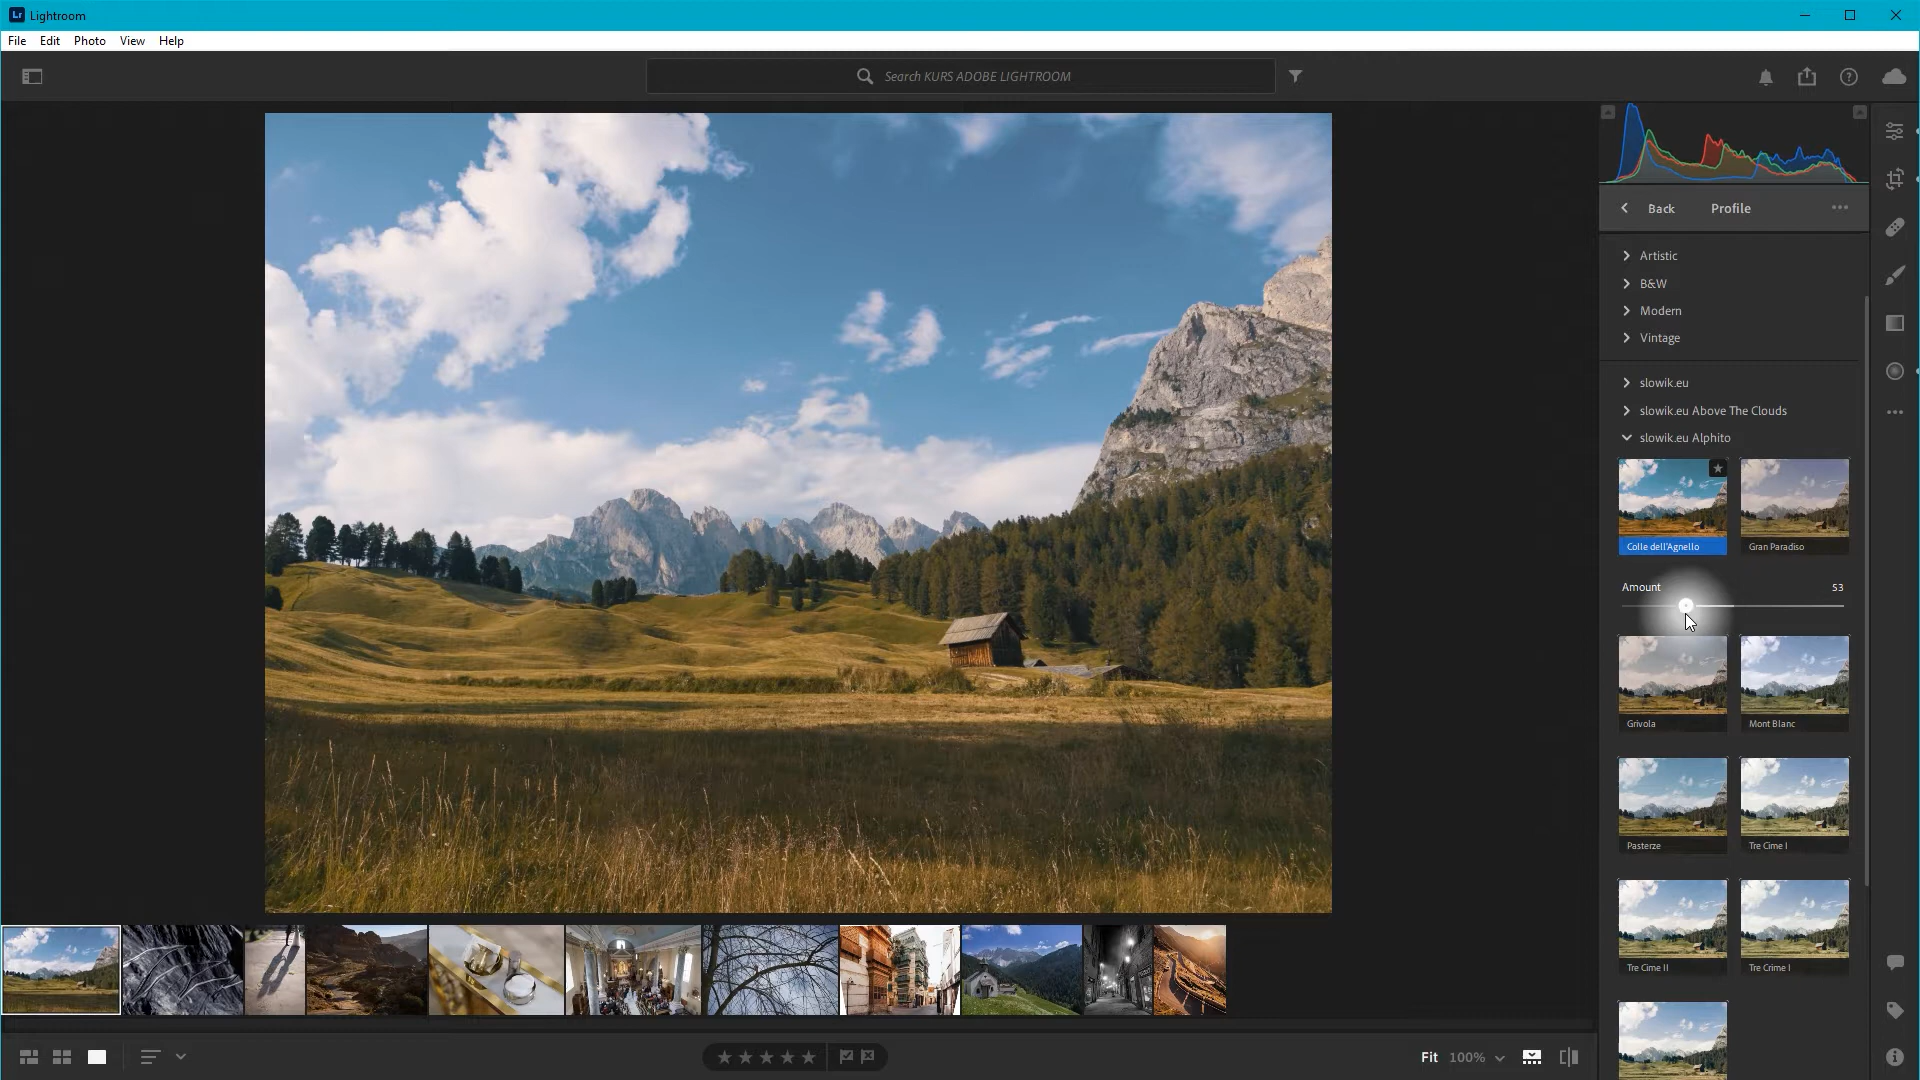 Lr Lightroom
File Edit Photo View Help
Search KURS ADOBE LIGHTROOM
Back Profile
Artistic
B&W
Modern
Vintage
slowik.eu
slowik.eu Above The Clouds
slowik.eu Alphito
Colle dell'Agnello Gran Paradiso
Amount 53
Grivola Mont Blanc
Pasterze Tre Cime I
Tre Cime II Tre Crime I
Fit 100%